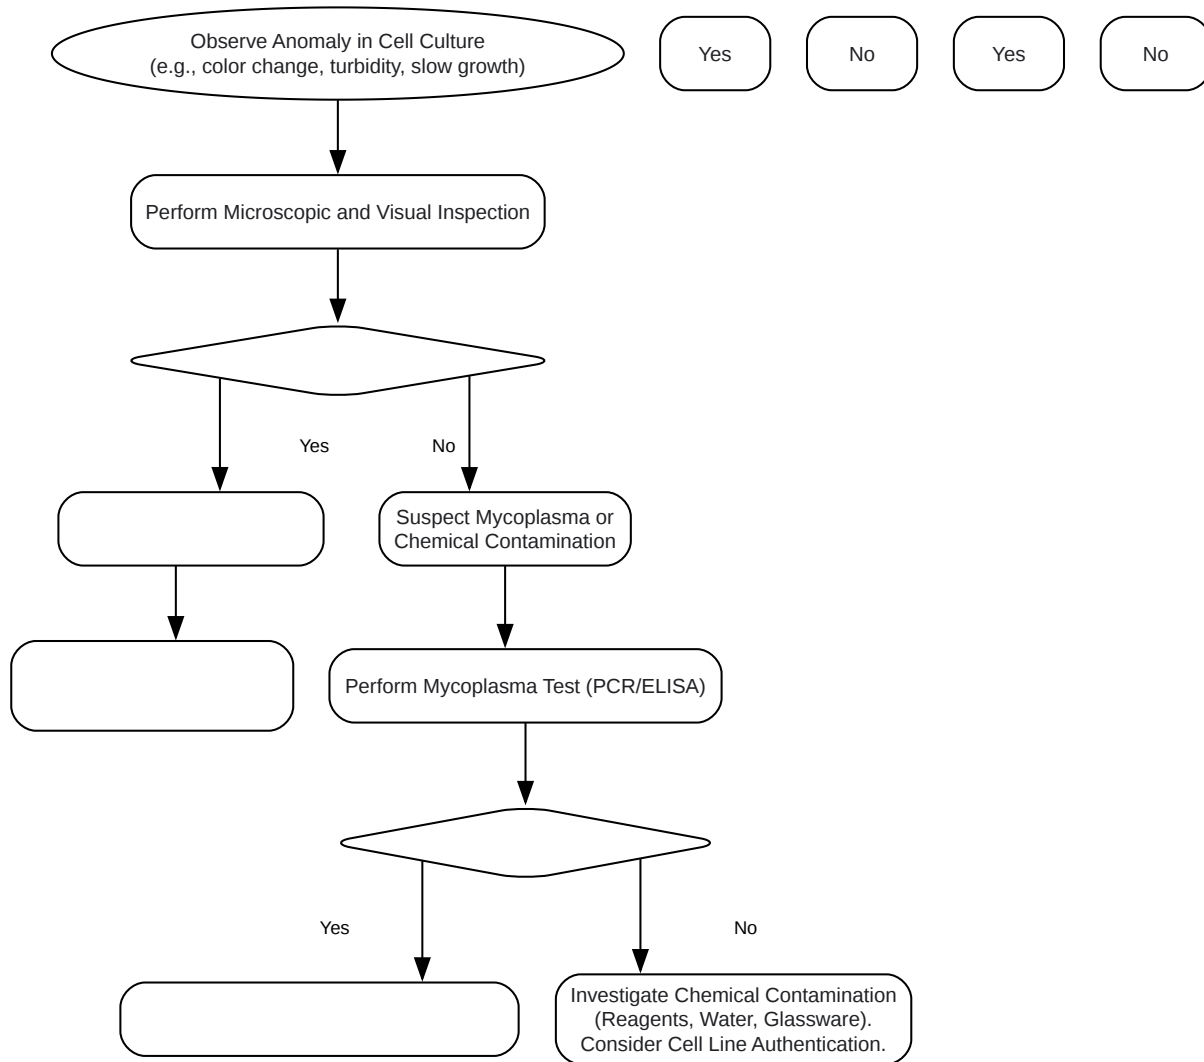 Observe Anomaly in Cell Culture
(e.g., color change, turbidity, slow growth)
Yes
No
Yes
No
Perform Microscopic and Visual Inspection
Yes
No
Suspect Mycoplasma or
Chemical Contamination
Perform Mycoplasma Test (PCR/ELISA)
Yes
No
Investigate Chemical Contamination
(Reagents, Water, Glassware).
Consider Cell Line Authentication.